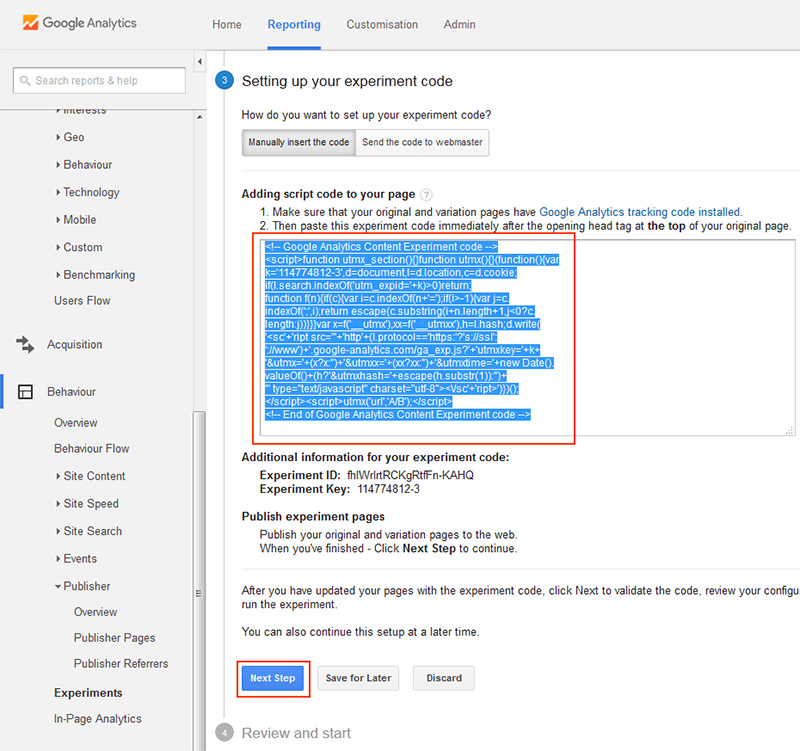 Google Analytics
Home
Reporting
Customisation
Admin
Search reports & help
Interests
Geo
Behaviour
Technology
Mobile
Custom
Benchmarking
Users Flow
Acquisition
Behaviour
Overview
Behaviour Flow
Site Content
Site Speed
Site Search
Events
Publisher
Overview
Publisher Pages
Publisher Referrers
Experiments
In-Page Analytics
3
Setting up your experiment code
How do you want to set up your experiment code?
Manually insert the code
Send the code to webmaster
Adding script code to your page ?
1. Make sure that your original and variation pages have Google Analytics tracking code installed.
2. Then paste this experiment code immediately after the opening head tag at the top of your original page.
<!-- Google Analytics Content Experiment code -->
<script>function utmx_section(){}function utmx(){}(function(){var
k='114774812-3',d=document,l=d.location,c=d.cookie;
if(l.search.indexOf('utm_expid='+k)>0)return;
function f(n){if(c){var i=c.indexOf(n+'=');if(i>-1){var j=c.
indexOf(';',i);return escape(c.substring(i+n.length+1,j<0?c.
length:j))}}}var x=f('__utmx'),xx=f('__utmxx'),h=l.hash;d.write(
'<sc'+'ript src="'+'http'+(l.protocol=='https:'?'s://ssl':
'://www')+'.google-analytics.com/ga_exp.js?'+'utmxkey='+k+
'&utmx='+(x?x:'')+'&utmxx='+(xx?xx:'')+'&utmxtime='+new Date().
valueOf()+(h?'&utmxhash='+escape(h.substr(1)):'')+
'" type="text/javascript" charset="utf-8"><\/sc'+'ript>')})();
</script><script>utmx('url','A/B');</script>
<!-- End of Google Analytics Content Experiment code -->
Additional information for your experiment code:
Experiment ID: fhIWrlrtRCKgRtfFn-KAHQ
Experiment Key: 114774812-3
Publish experiment pages
Publish your original and variation pages to the web.
When you've finished - Click Next Step to continue.
After you have updated your pages with the experiment code, click Next to validate the code, review your configu
run the experiment.
You can also continue this setup at a later time.
Next Step
Save for Later
Discard
4
Review and start